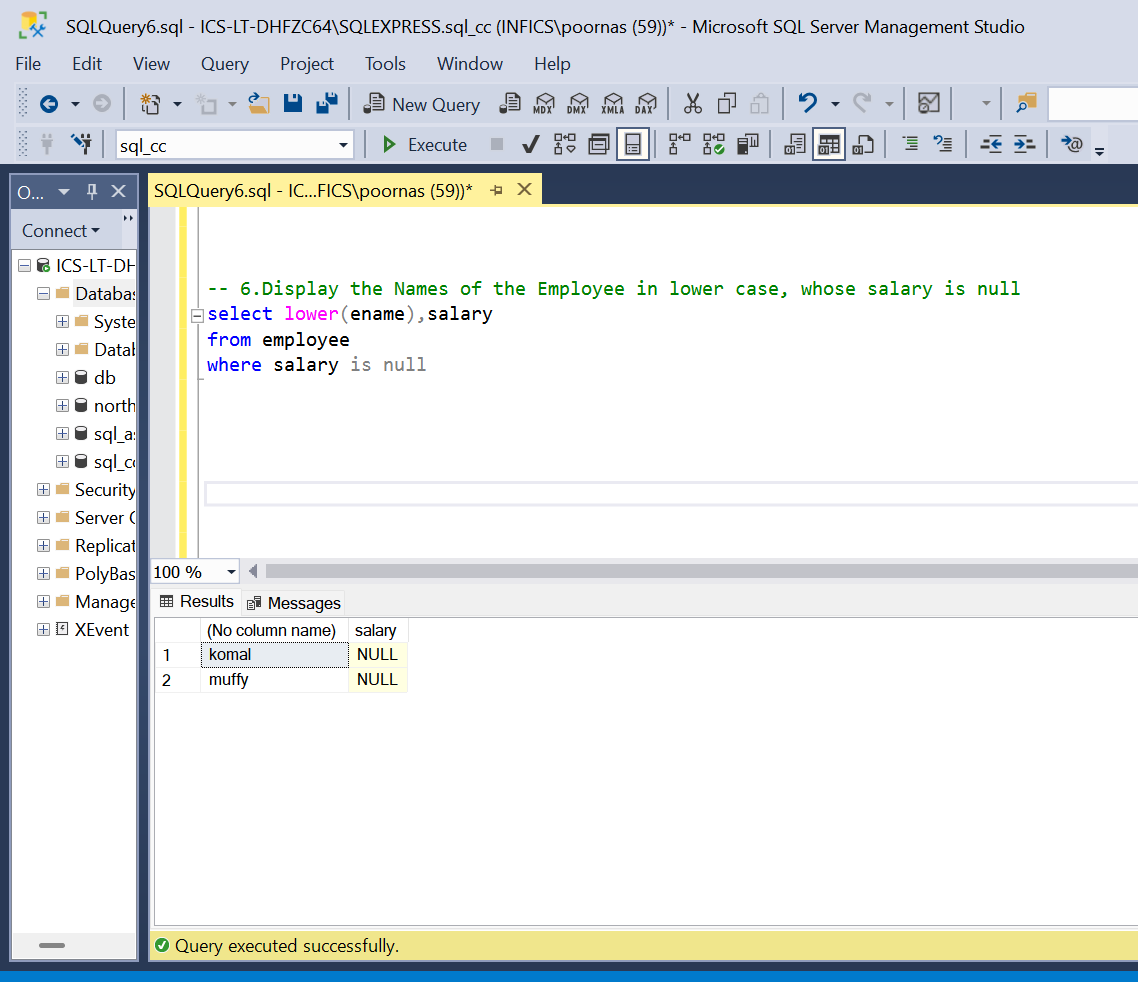 SQLQuery6.sql - ICS-LT-DHFZC64\SQLEXPRESS.sql_cc (INFICS\poornas (59))* - Microsoft SQL Server Management Studio
File Edit View Query Project Tools Window Help
New Query MDX DMX XMLA DAX
sql_cc Execute
O... SQLQuery6.sql - IC...FICS\poornas (59))*
Connect
ICS-LT-DH
Databas
Syste
Datab
db
north
sql_as
sql_cc
Security
Server O
Replicat
PolyBas
Manage
XEvent
-- 6.Display the Names of the Employee in lower case, whose salary is null
select lower(ename),salary
from employee
where salary is null
100 %
Results Messages
(No column name) salary
1 komal NULL
2 muffy NULL
Query executed successfully.